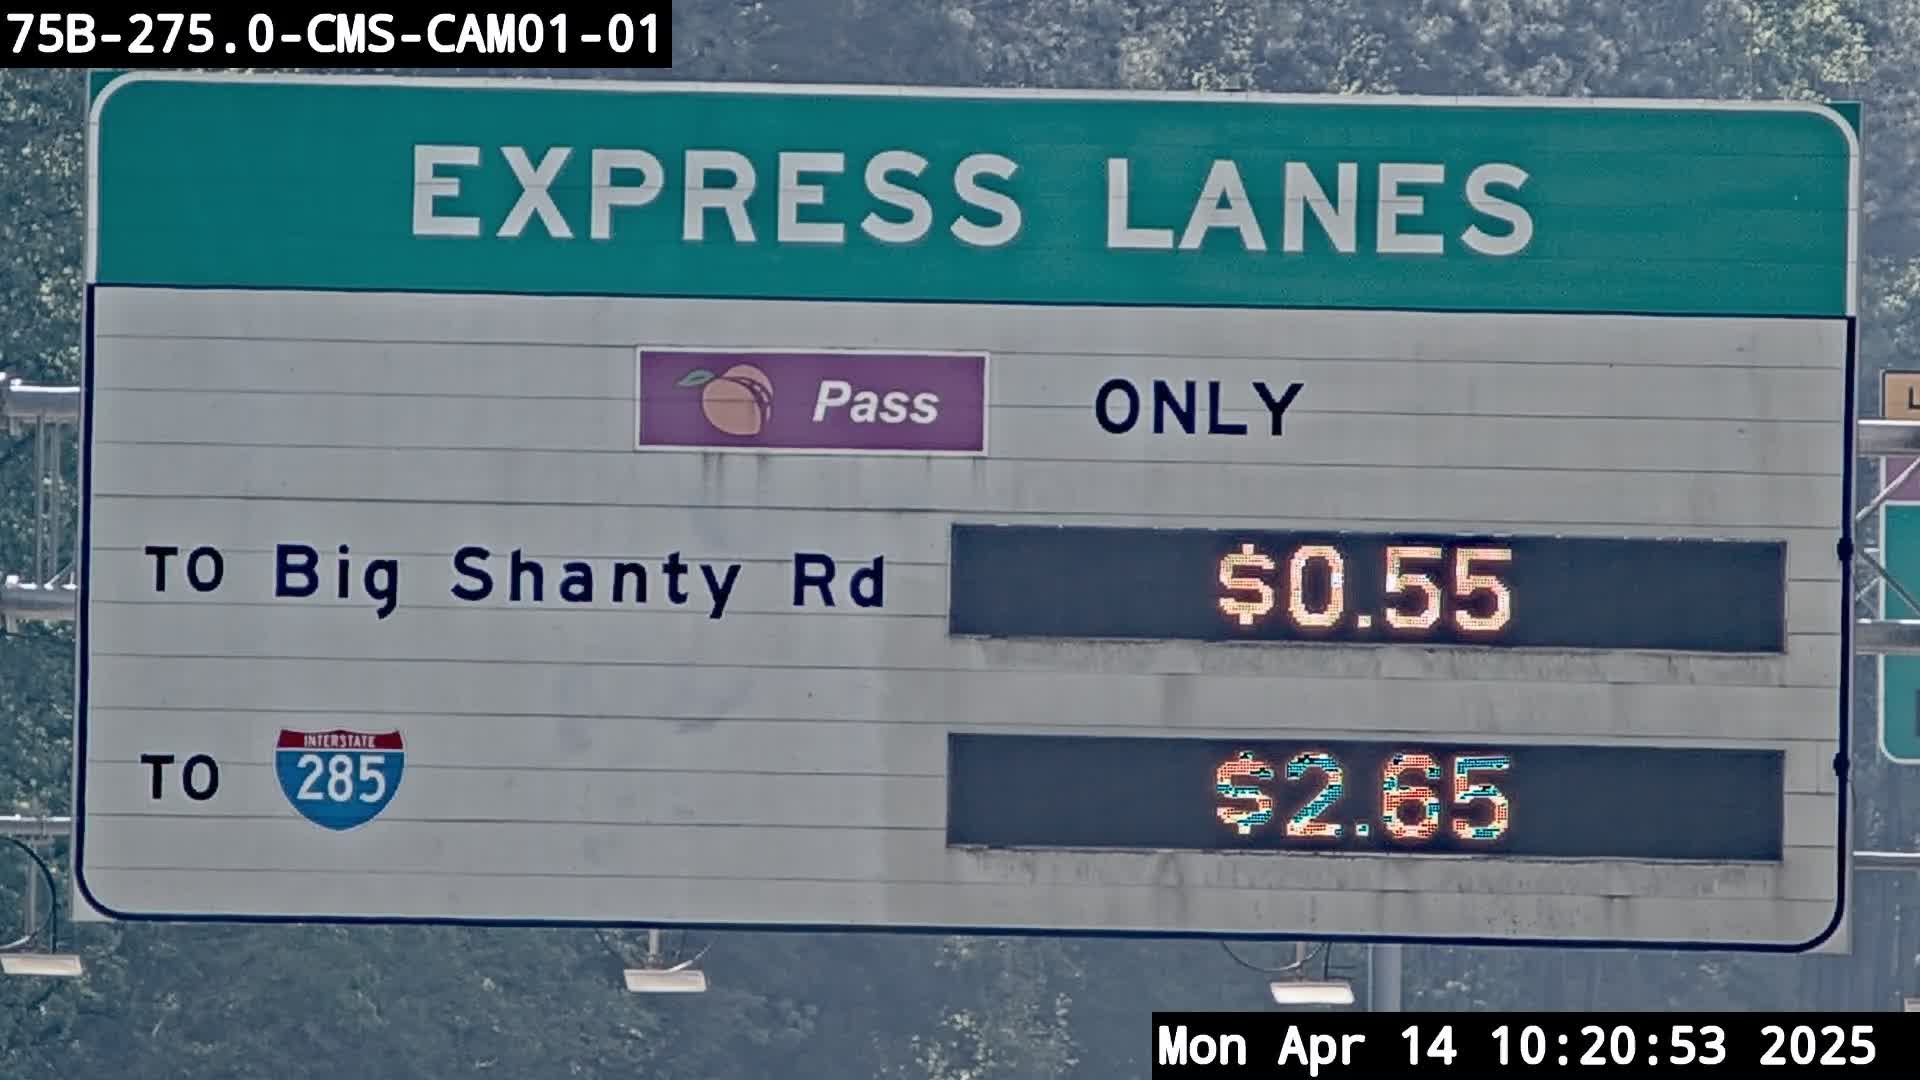 75B-275.0-CMS-CAM01-01
EXPRESS LANES
Pass ONLY
TO Big Shanty Rd $0.55
INTERSTATE
TO 285 $2.65
Mon Apr 14 10:20:53 2025